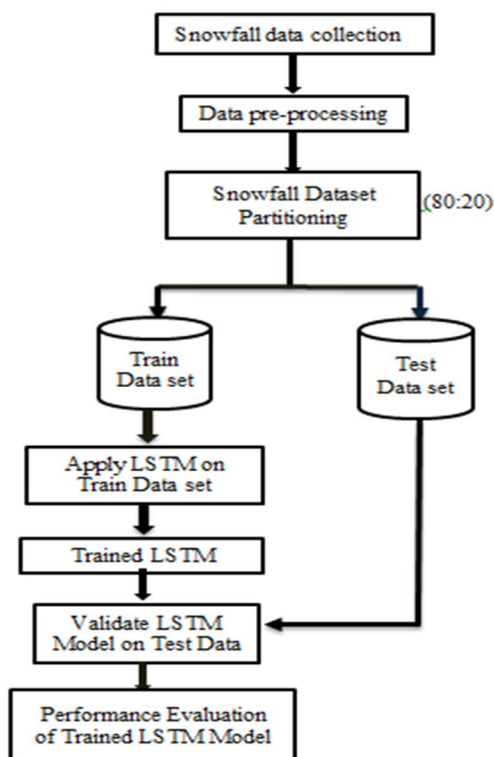 Snowfall data collection
Data pre-processing
Snowfall Dataset
Partitioning
(80:20)
Train
Data set
Test
Data set
Apply LSTM on
Train Data set
Trained LSTM
Validate LSTM
Model on Test Data
Performance Evaluation
of Trained LSTM Model